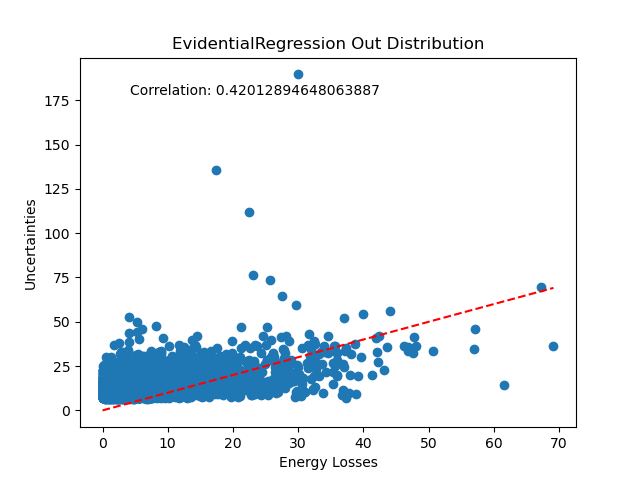 EvidentialRegression Out Distribution
Correlation: 0.42012894648063887
Uncertainties
175
150
125
100
75
50
25
0
0 10 20 30 40 50 60 70
Energy Losses